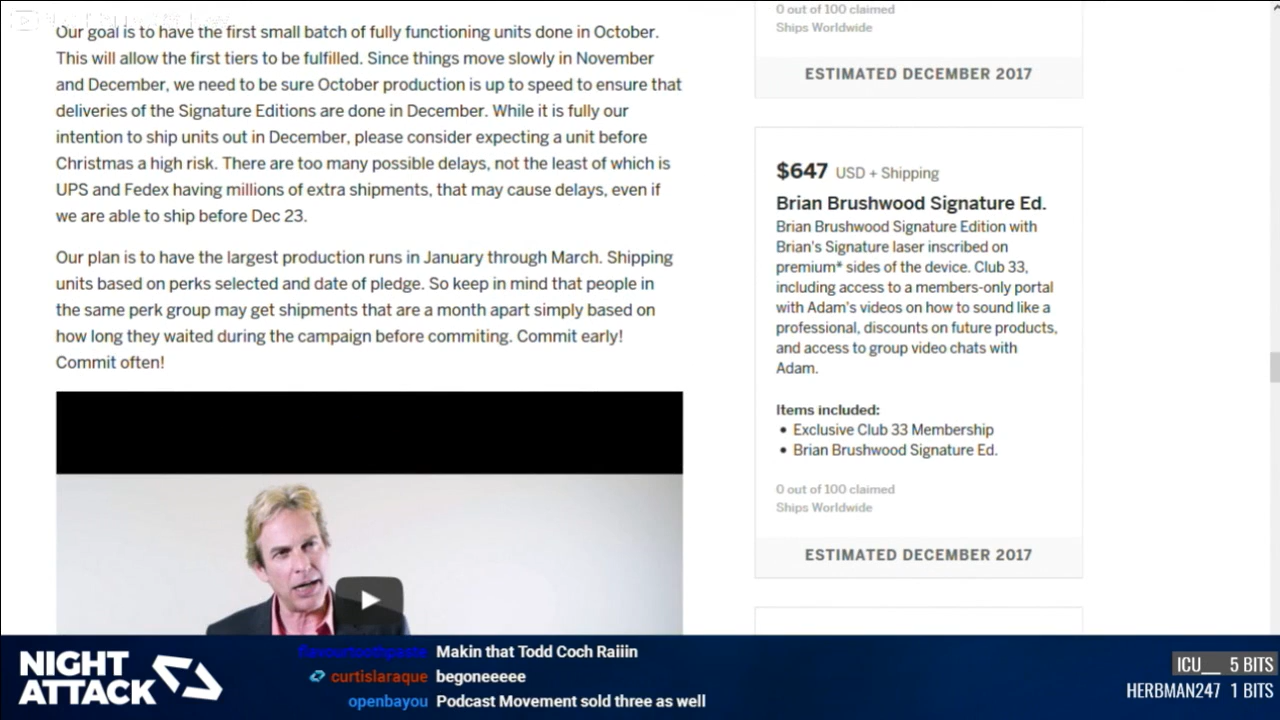 Our goal is to have the first small batch of fully functioning units done in October.
This will allow the first tiers to be fulfilled. Since things move slowly in November
and December, we need to be sure October production is up to speed to ensure that
deliveries of the Signature Editions are done in December. While it is fully our
intention to ship units out in December, please consider expecting a unit before
Christmas a high risk. There are too many possible delays, not the least of which is
UPS and Fedex having millions of extra shipments, that may cause delays, even if
we are able to ship before Dec 23.
Our plan is to have the largest production runs in January through March. Shipping
units based on perks selected and date of pledge. So keep in mind that people in
the same perk group may get shipments that are a month apart simply based on
how long they waited during the campaign before commiting. Commit early!
Commit often!
0 out of 100 claimed
Ships Worldwide
ESTIMATED DECEMBER 2017
$647 USD + Shipping
Brian Brushwood Signature Ed.
Brian Brushwood Signature Edition with
Brian's Signature laser inscribed on
premium* sides of the device. Club 33,
including access to a members-only portal
with Adam's videos on how to sound like a
professional, discounts on future products,
and access to group video chats with
Adam.
Items included:
• Exclusive Club 33 Membership
• Brian Brushwood Signature Ed.
0 out of 100 claimed
Ships Worldwide
ESTIMATED DECEMBER 2017
NIGHT
ATTACK
flavourtoothpaste Makin that Todd Coch Raiiin
curtislaraque begoneeeee
openbayou Podcast Movement sold three as well
ICU__ 5 BITS
HERBMAN247 1 BITS